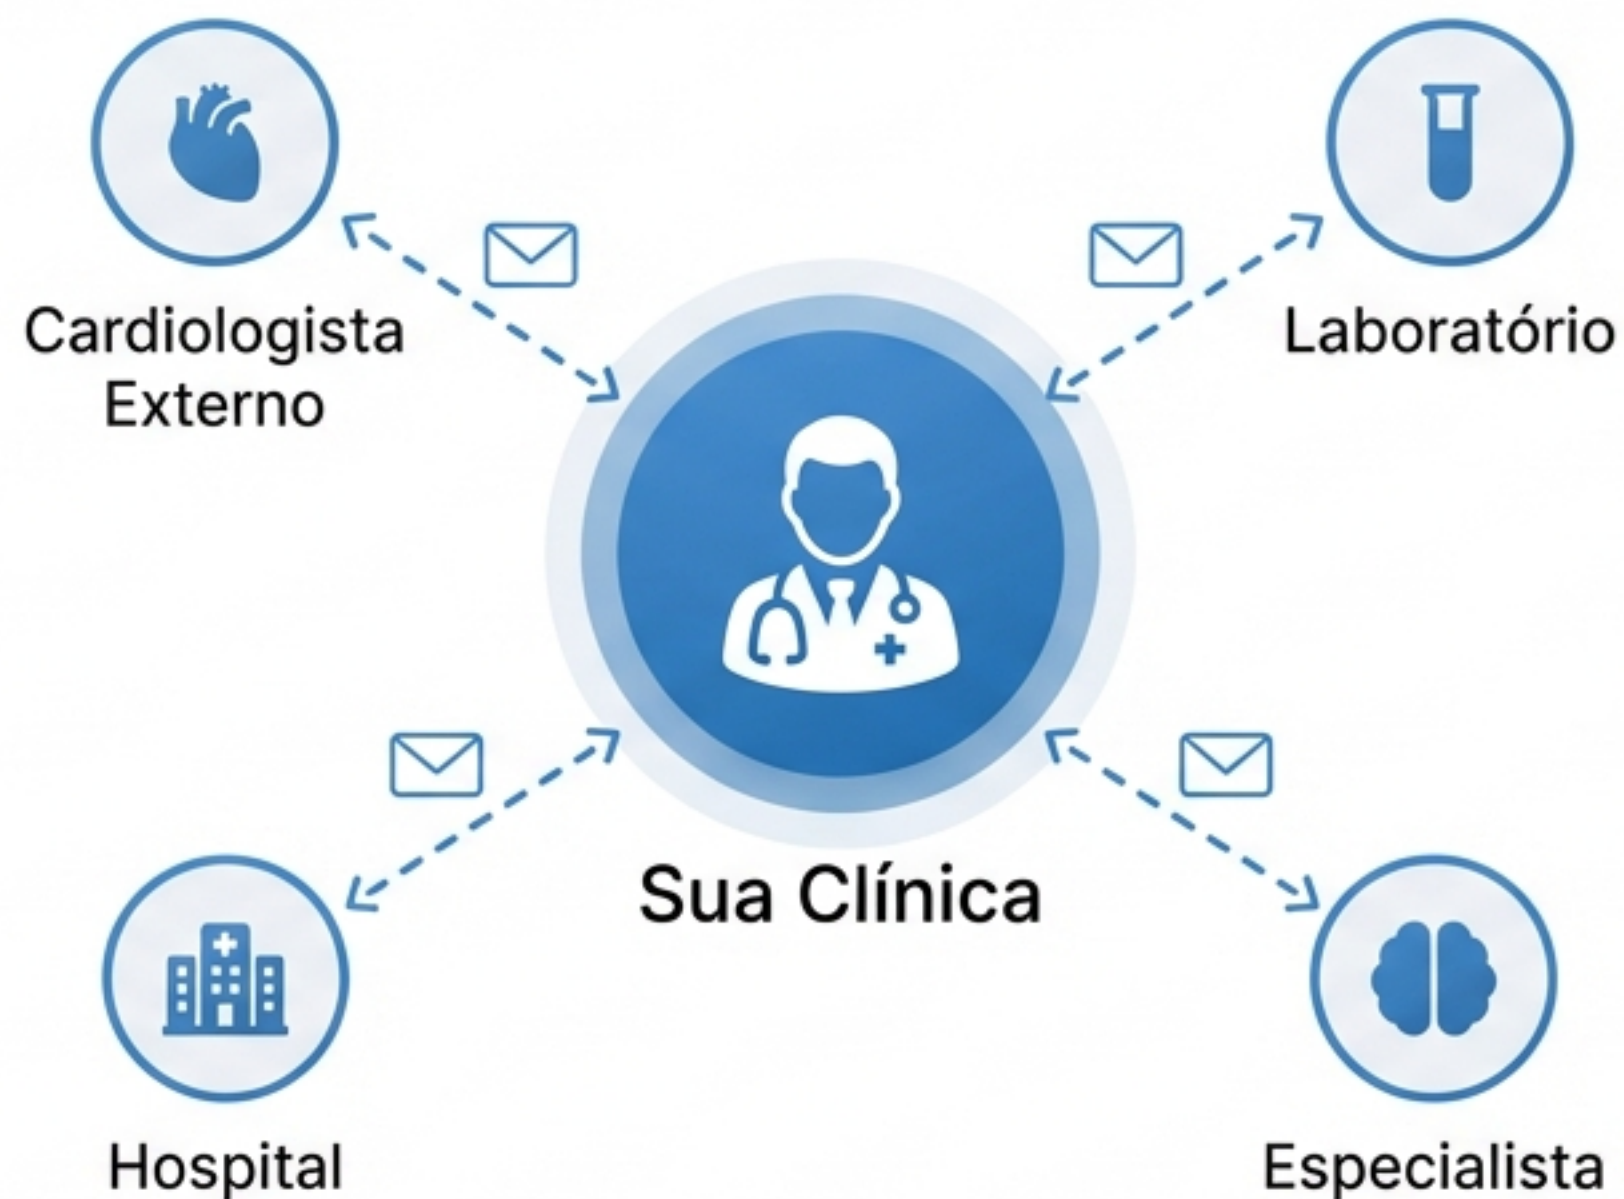 Cardiologista
Externo
Laboratório
Sua Clínica
Hospital
Especialista